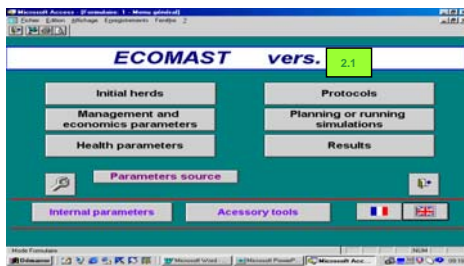 Microsoft Access - [Formulaire: 1 - Menu général]
Fichier Edition Affichage Enregistrements Fenêtre ?
ECOMAST vers. 2.1
Initial herds
Protocols
Management and
economics parameters
Planning or running
simulations
Health parameters
Results
Parameters source
Internal parameters
Acessory tools
Mode Formulaire
NUM
Démarrer
Microsoft Word
Microsoft PowerP...
Microsoft Access